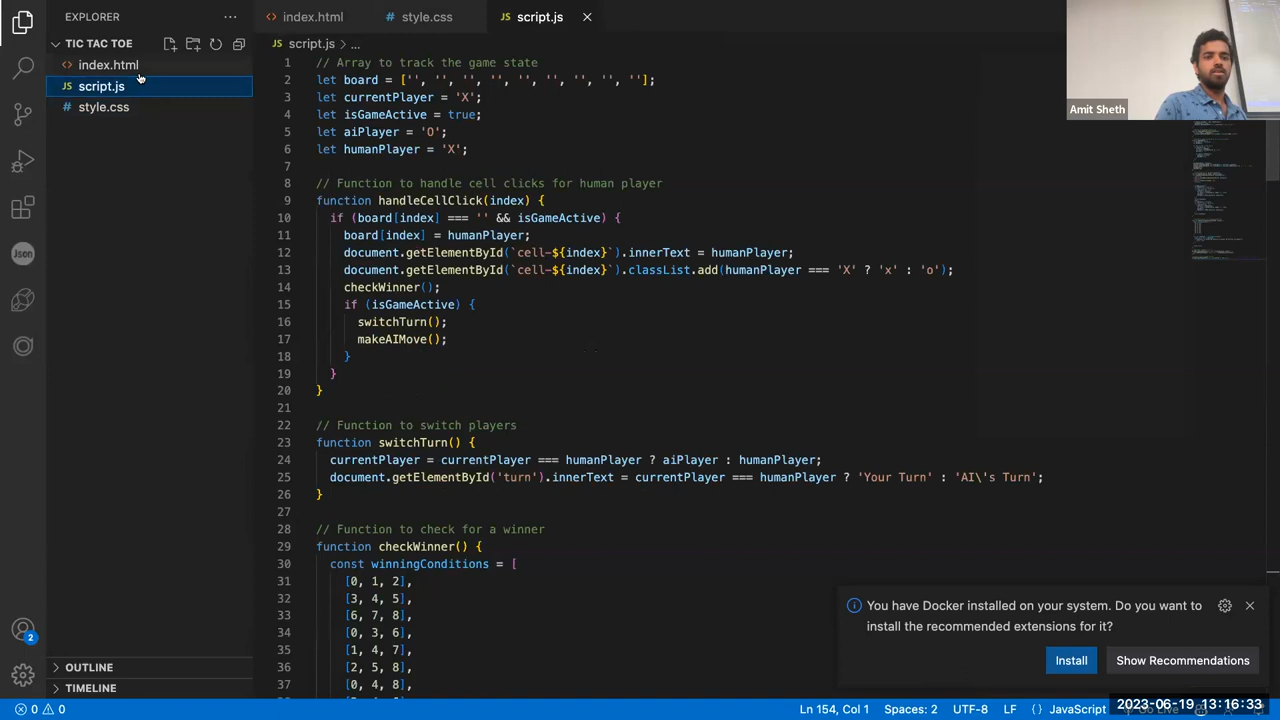 EXPLORER
TIC TAC TOE
index.html
JS script.js
# style.css
Json
2
OUTLINE
TIMELINE
index.html
# style.css
JS script.js
JS script.js > ...
1 // Array to track the game state
2 let board = ['', '', '', '', '', '', '', '', ''];
3 let currentPlayer = 'X';
4 let isGameActive = true;
5 let aiPlayer = 'O';
6 let humanPlayer = 'X';
7
8 // Function to handle cell clicks for human player
9 function handleCellClick(index) {
10 if (board[index] === '' && isGameActive) {
11 board[index] = humanPlayer;
12 document.getElementById(`cell-${index}`).innerText = humanPlayer;
13 document.getElementById(`cell-${index}`).classList.add(humanPlayer === 'X' ? 'x' : 'o');
14 checkWinner();
15 if (isGameActive) {
16 switchTurn();
17 makeAIMove();
18 }
19 }
20 }
21
22 // Function to switch players
23 function switchTurn() {
24 currentPlayer = currentPlayer === humanPlayer ? aiPlayer : humanPlayer;
25 document.getElementById('turn').innerText = currentPlayer === humanPlayer ? 'Your Turn' : 'AI\'s Turn';
26 }
27
28 // Function to check for a winner
29 function checkWinner() {
30 const winningConditions = [
31 [0, 1, 2],
32 [3, 4, 5],
33 [6, 7, 8],
34 [0, 3, 6],
35 [1, 4, 7],
36 [2, 5, 8],
37 [0, 4, 8],
Amit Sheth
You have Docker installed on your system. Do you want to
install the recommended extensions for it?
Install
Show Recommendations
0 0
Ln 154, Col 1
Spaces: 2
UTF-8
LF
{} JavaScript
Go Live
2023-06-19 13:16:33